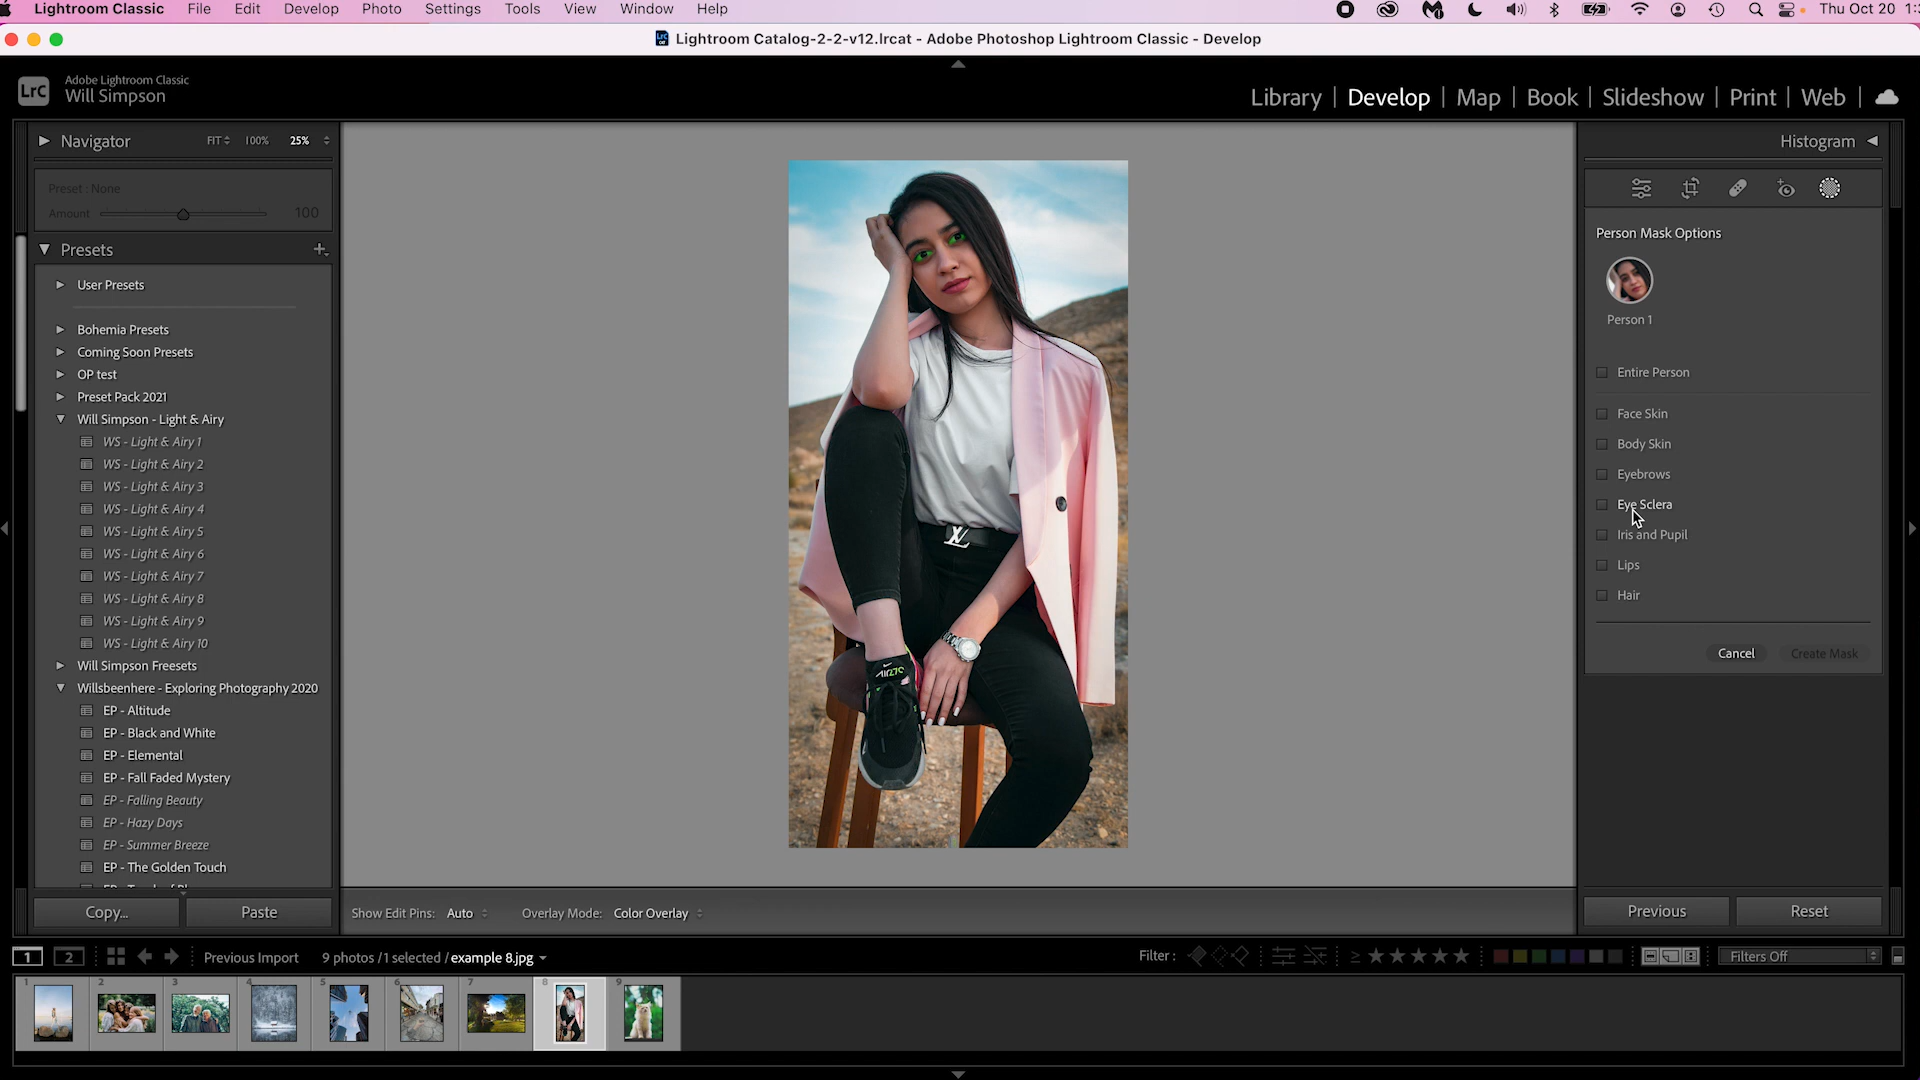 Lightroom Classic File Edit Develop Photo Settings Tools View Window Help Thu Oct 20
Lightroom Catalog-2-2-v12.lrcat - Adobe Photoshop Lightroom Classic - Develop
LrC
Adobe Lightroom Classic
Will Simpson
Library | Develop | Map | Book | Slideshow | Print | Web |
Navigator FIT 100% 25%
Histogram
Preset : None
Amount 100
Presets
User Presets
Bohemia Presets
Coming Soon Presets
OP test
Preset Pack 2021
Will Simpson - Light & Airy
WS - Light & Airy 1
WS - Light & Airy 2
WS - Light & Airy 3
WS - Light & Airy 4
WS - Light & Airy 5
WS - Light & Airy 6
WS - Light & Airy 7
WS - Light & Airy 8
WS - Light & Airy 9
WS - Light & Airy 10
Will Simpson Freesets
Willsbeenhere - Exploring Photography 2020
EP - Altitude
EP - Black and White
EP - Elemental
EP - Fall Faded Mystery
EP - Falling Beauty
EP - Hazy Days
EP - Summer Breeze
EP - The Golden Touch
Copy... Paste
Person Mask Options
Person 1
Entire Person
Face Skin
Body Skin
Eyebrows
Eye Sclera
Iris and Pupil
Lips
Hair
Cancel Create Mask
Show Edit Pins: Auto Overlay Mode: Color Overlay
Previous Reset
1 2 Previous Import 9 photos / 1 selected / example 8.jpg Filter : ≥ Filters Off
1 2 3 4 5 6 7 8 9